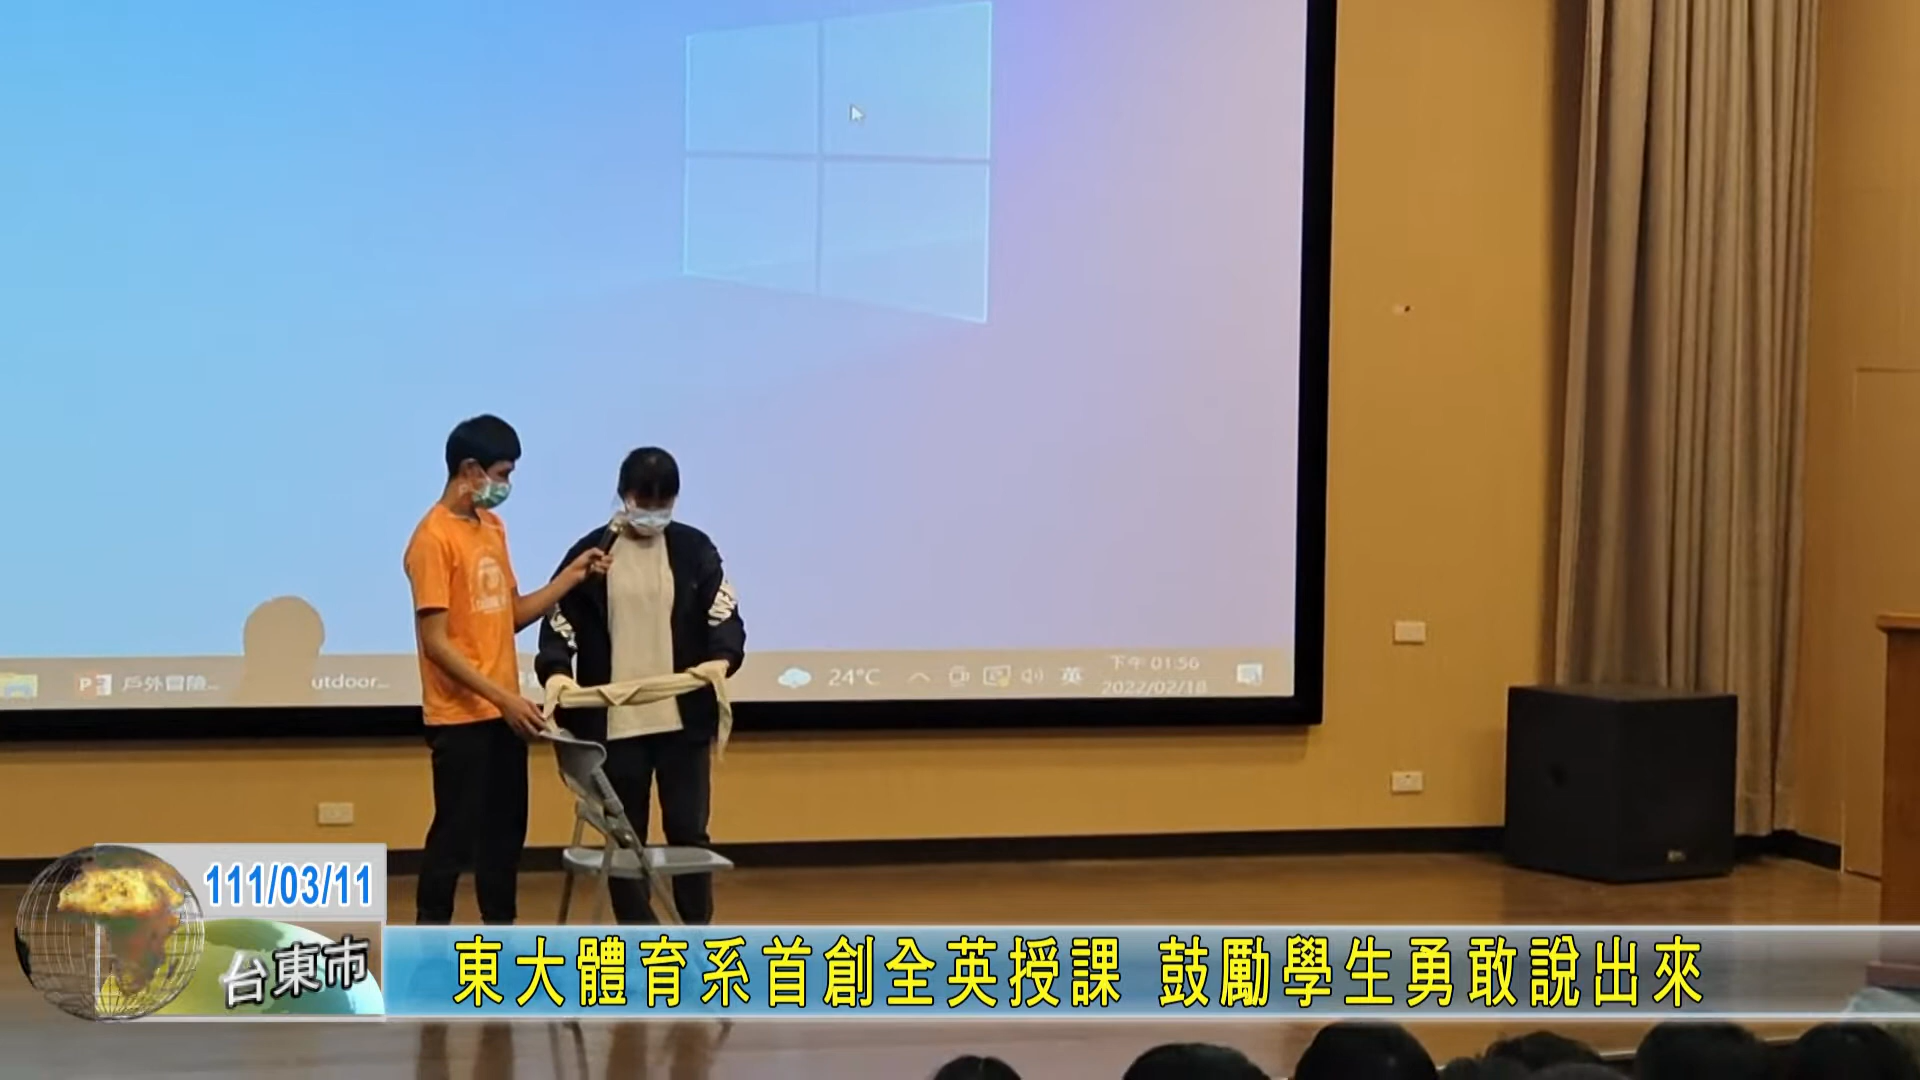 戶外冒險...
utdoor...
24°C
英
下午 01:56
2022/02/18
111/03/11
台東市
東大體育系首創全英授課 鼓勵學生勇敢說出來